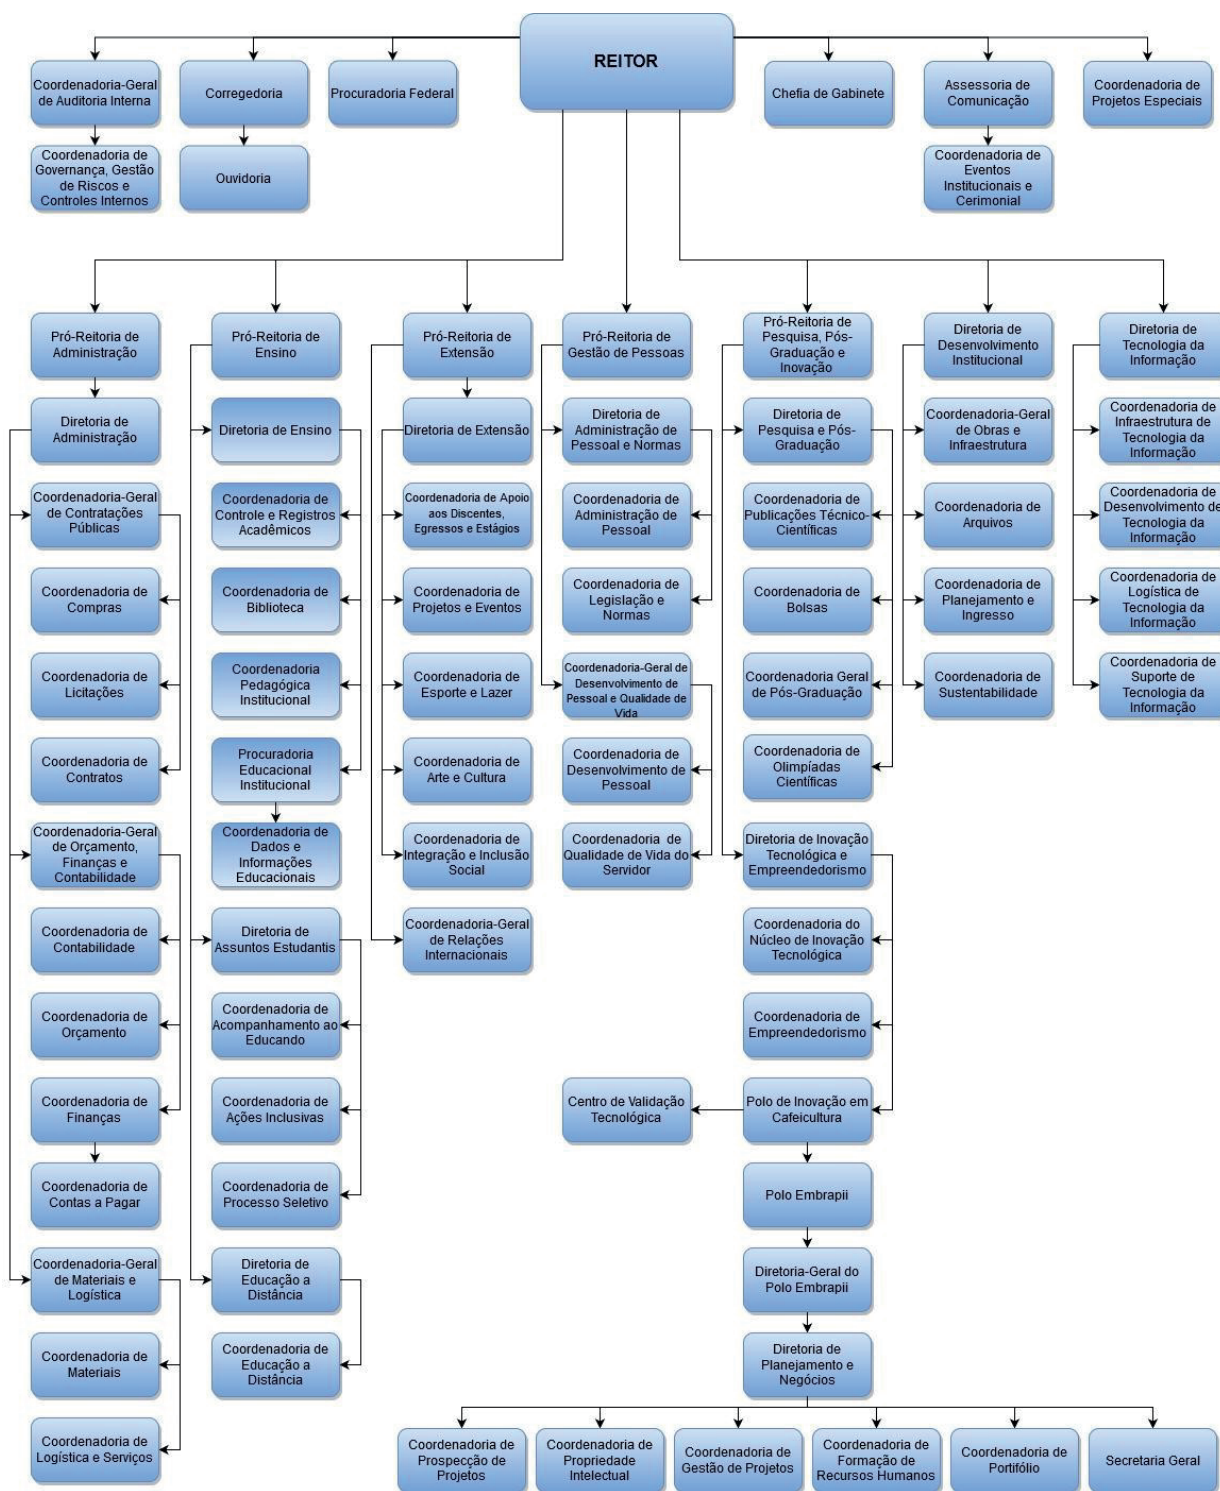 REITOR
Coordenadoria-Geral
de Auditoria Interna
Corregedoria
Procuradoria Federal
Chefia de Gabinete
Assessoria de
Comunicação
Coordenadoria de
Projetos Especiais
Coordenadoria de
Governança, Gestão
de Riscos e
Controles Internos
Ouvidoria
Coordenadoria de
Eventos
Institucionais e
Cerimonial
Pró-Reitoria de
Administração
Pró-Reitoria de
Ensino
Pró-Reitoria de
Extensão
Pró-Reitoria de
Gestão de Pessoas
Pró-Reitoria de
Pesquisa, Pós-
Graduação e
Inovação
Diretoria de
Desenvolvimento
Institucional
Diretoria de
Tecnologia da
Informação
Diretoria de
Administração
Diretoria de Ensino
Diretoria de Extensão
Diretoria de
Administração de
Pessoal e Normas
Diretoria de
Pesquisa e Pós-
Graduação
Coordenadoria-Geral
de Obras e
Infraestrutura
Coordenadoria de
Infraestrutura de
Tecnologia da
Informação
Coordenadoria-Geral
de Contratações
Públicas
Coordenadoria de
Controle e Registros
Acadêmicos
Coordenadoria de Apoio
aos Discentes,
Egressos e Estágios
Coordenadoria de
Administração de
Pessoal
Coordenadoria de
Publicações Técnico-
Científicas
Coordenadoria de
Arquivos
Coordenadoria de
Desenvolvimento de
Tecnologia da
Informação
Coordenadoria de
Compras
Coordenadoria de
Biblioteca
Coordenadoria de
Projetos e Eventos
Coordenadoria de
Legislação e
Normas
Coordenadoria de
Bolsas
Coordenadoria de
Planejamento e
Ingresso
Coordenadoria de
Logística de
Tecnologia da
Informação
Coordenadoria de
Licitações
Coordenadoria
Pedagógica
Institucional
Coordenadoria de
Esporte e Lazer
Coordenadoria-Geral de
Desenvolvimento de
Pessoal e Qualidade de
Vida
Coordenadoria Geral
de Pós-Graduação
Coordenadoria de
Sustentabilidade
Coordenadoria de
Suporte de
Tecnologia da
Informação
Coordenadoria de
Contratos
Procuradoria
Educacional
Institucional
Coordenadoria de
Arte e Cultura
Coordenadoria de
Desenvolvimento de
Pessoal
Coordenadoria de
Olimpíadas
Científicas
Coordenadoria-Geral
de Orçamento,
Finanças e
Contabilidade
Coordenadoria de
Dados e
Informações
Educacionais
Coordenadoria de
Integração e Inclusão
Social
Coordenadoria de
Qualidade de Vida do
Servidor
Diretoria de Inovação
Tecnológica e
Empreendedorismo
Coordenadoria de
Contabilidade
Diretoria de
Assuntos Estudantis
Coordenadoria-Geral
de Relações
Internacionais
Coordenadoria do
Núcleo de Inovação
Tecnológica
Coordenadoria de
Orçamento
Coordenadoria de
Acompanhamento ao
Educando
Coordenadoria de
Empreendedorismo
Coordenadoria de
Finanças
Coordenadoria de
Ações Inclusivas
Centro de Validação
Tecnológica
Polo de Inovação em
Cafeicultura
Coordenadoria de
Contas a Pagar
Coordenadoria de
Processo Seletivo
Polo Embrapii
Coordenadoria-Geral
de Materiais e
Logística
Diretoria de
Educação a
Distância
Diretoria-Geral do
Polo Embrapii
Coordenadoria de
Materiais
Coordenadoria de
Educação a
Distância
Diretoria de
Planejamento e
Negócios
Coordenadoria de
Logística e Serviços
Coordenadoria de
Prospecção de
Projetos
Coordenadoria de
Propriedade
Intelectual
Coordenadoria de
Gestão de Projetos
Coordenadoria de
Formação de
Recursos Humanos
Coordenadoria de
Portifólio
Secretaria Geral